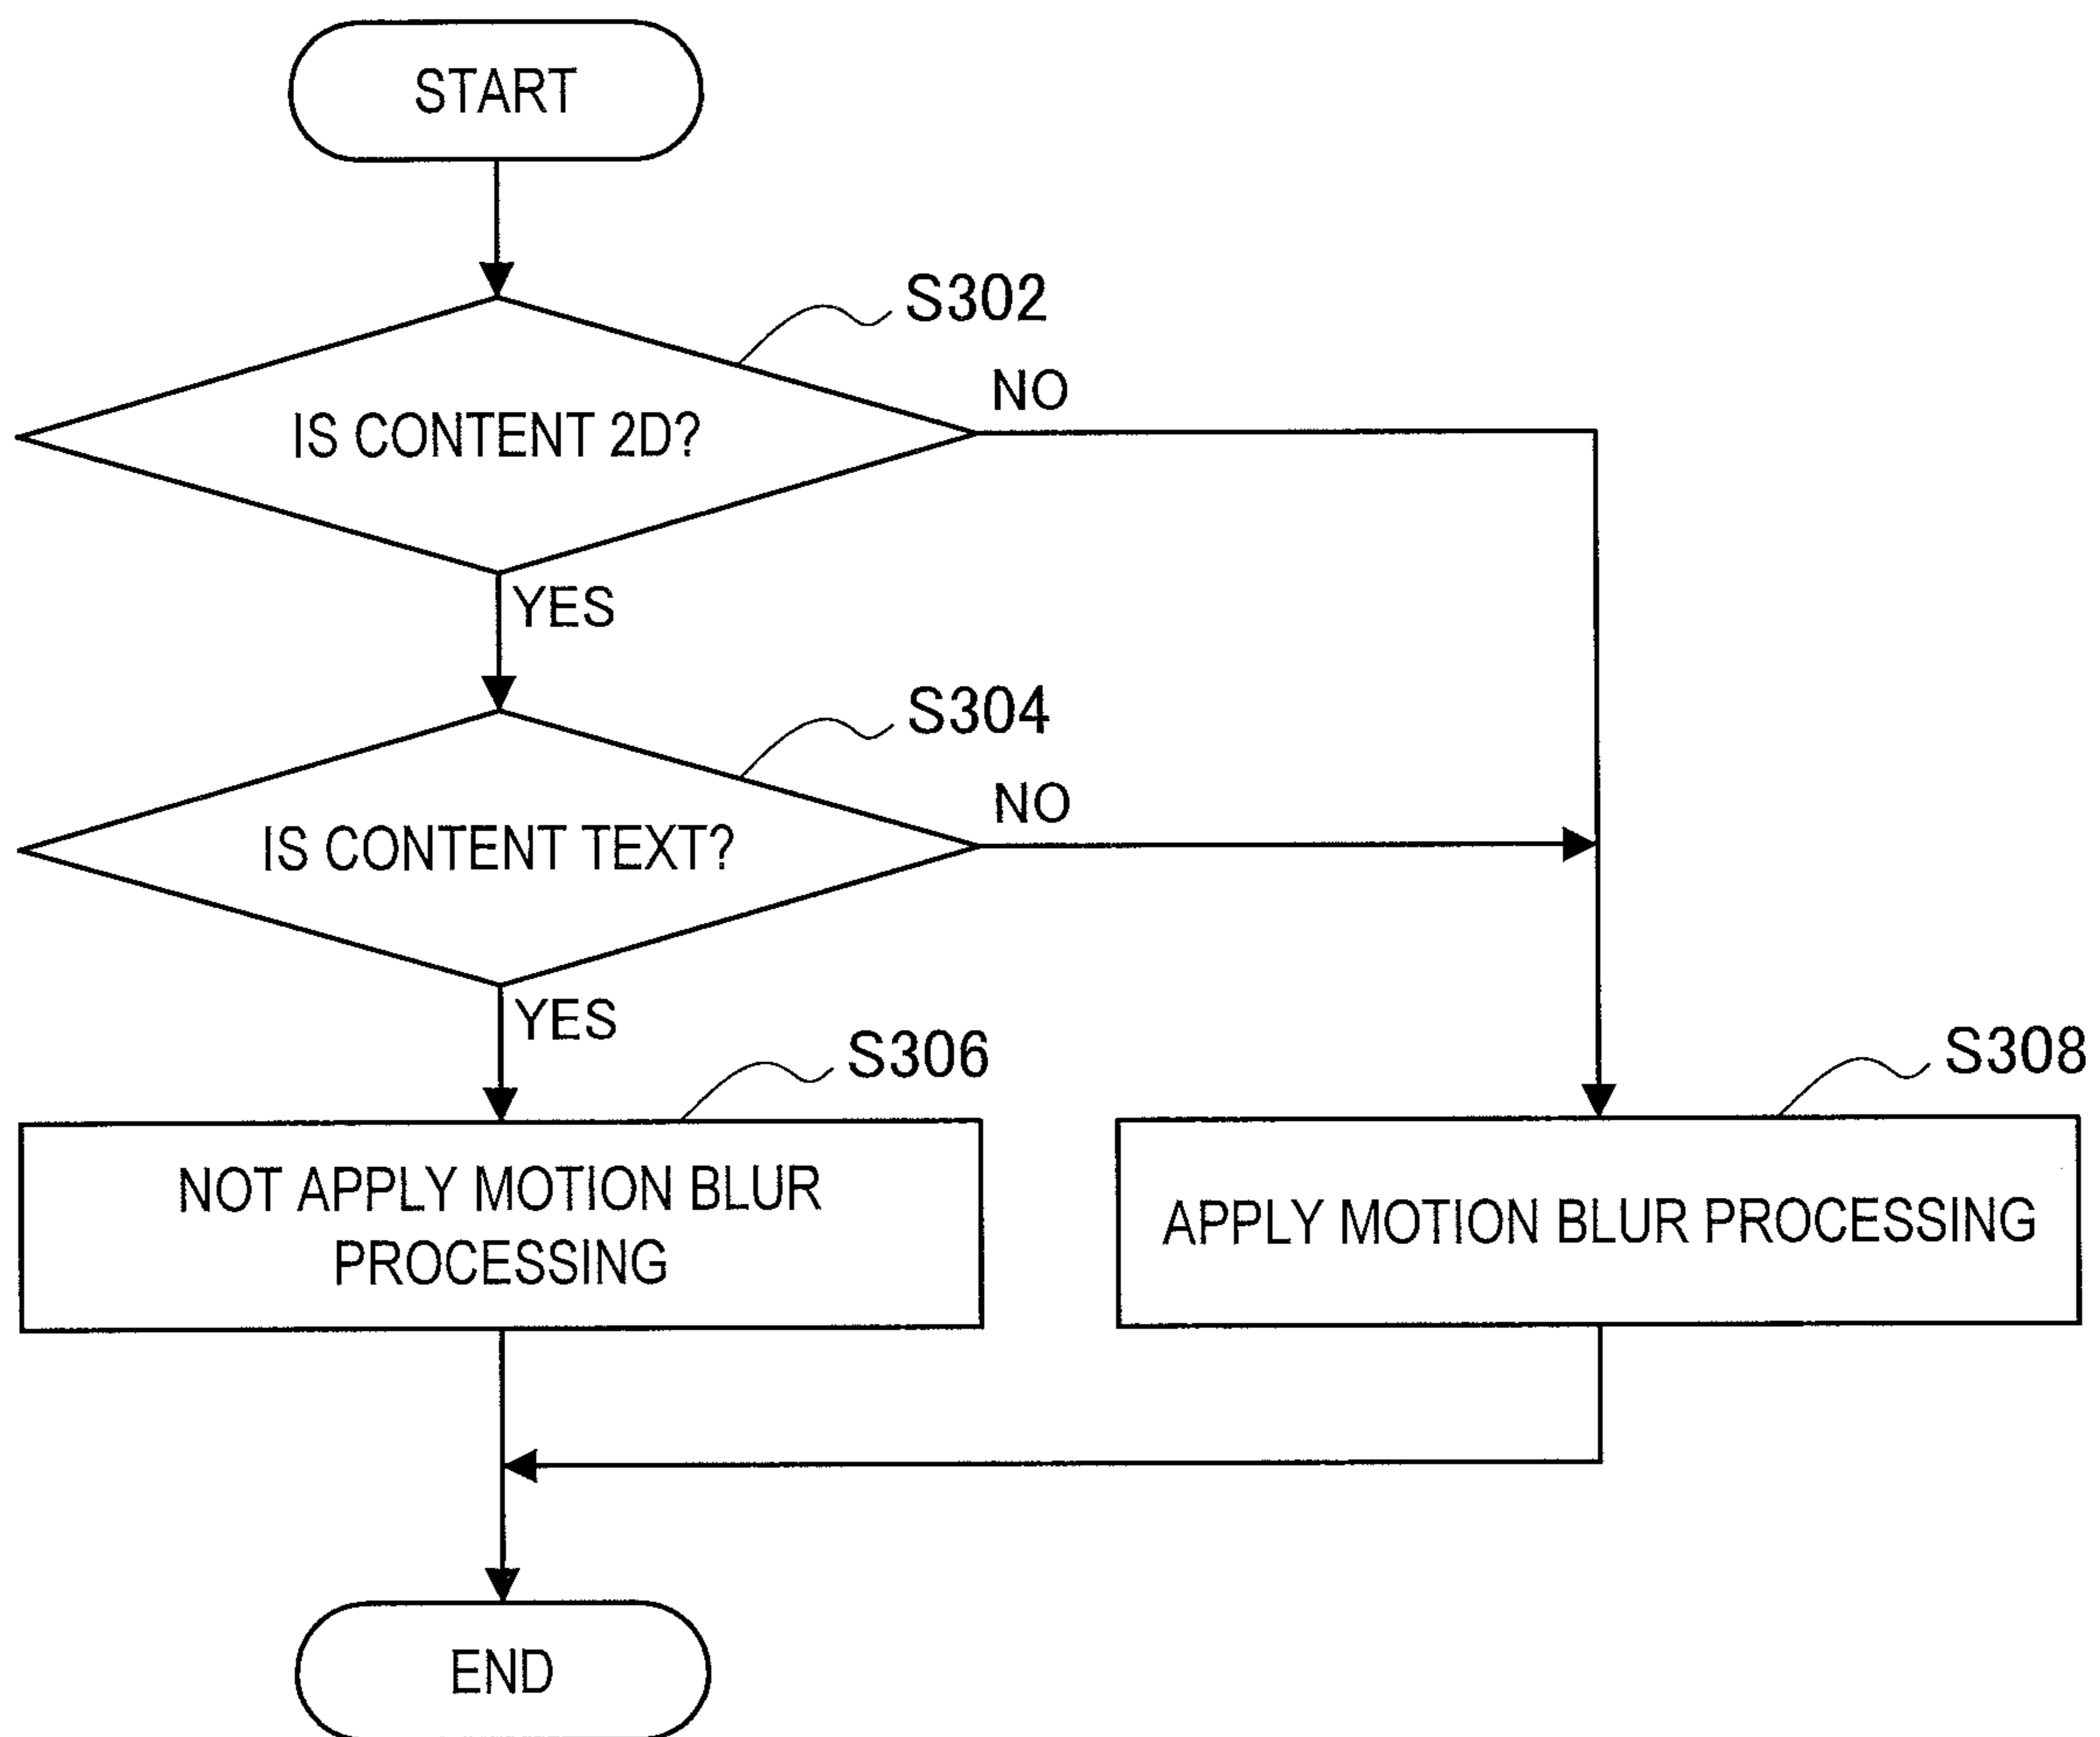 START
S302
NO
IS CONTENT 2D?
YES
S304
NO
IS CONTENT TEXT?
YES
S306
S308
NOT APPLY MOTION BLUR
PROCESSING
APPLY MOTION BLUR PROCESSING
END